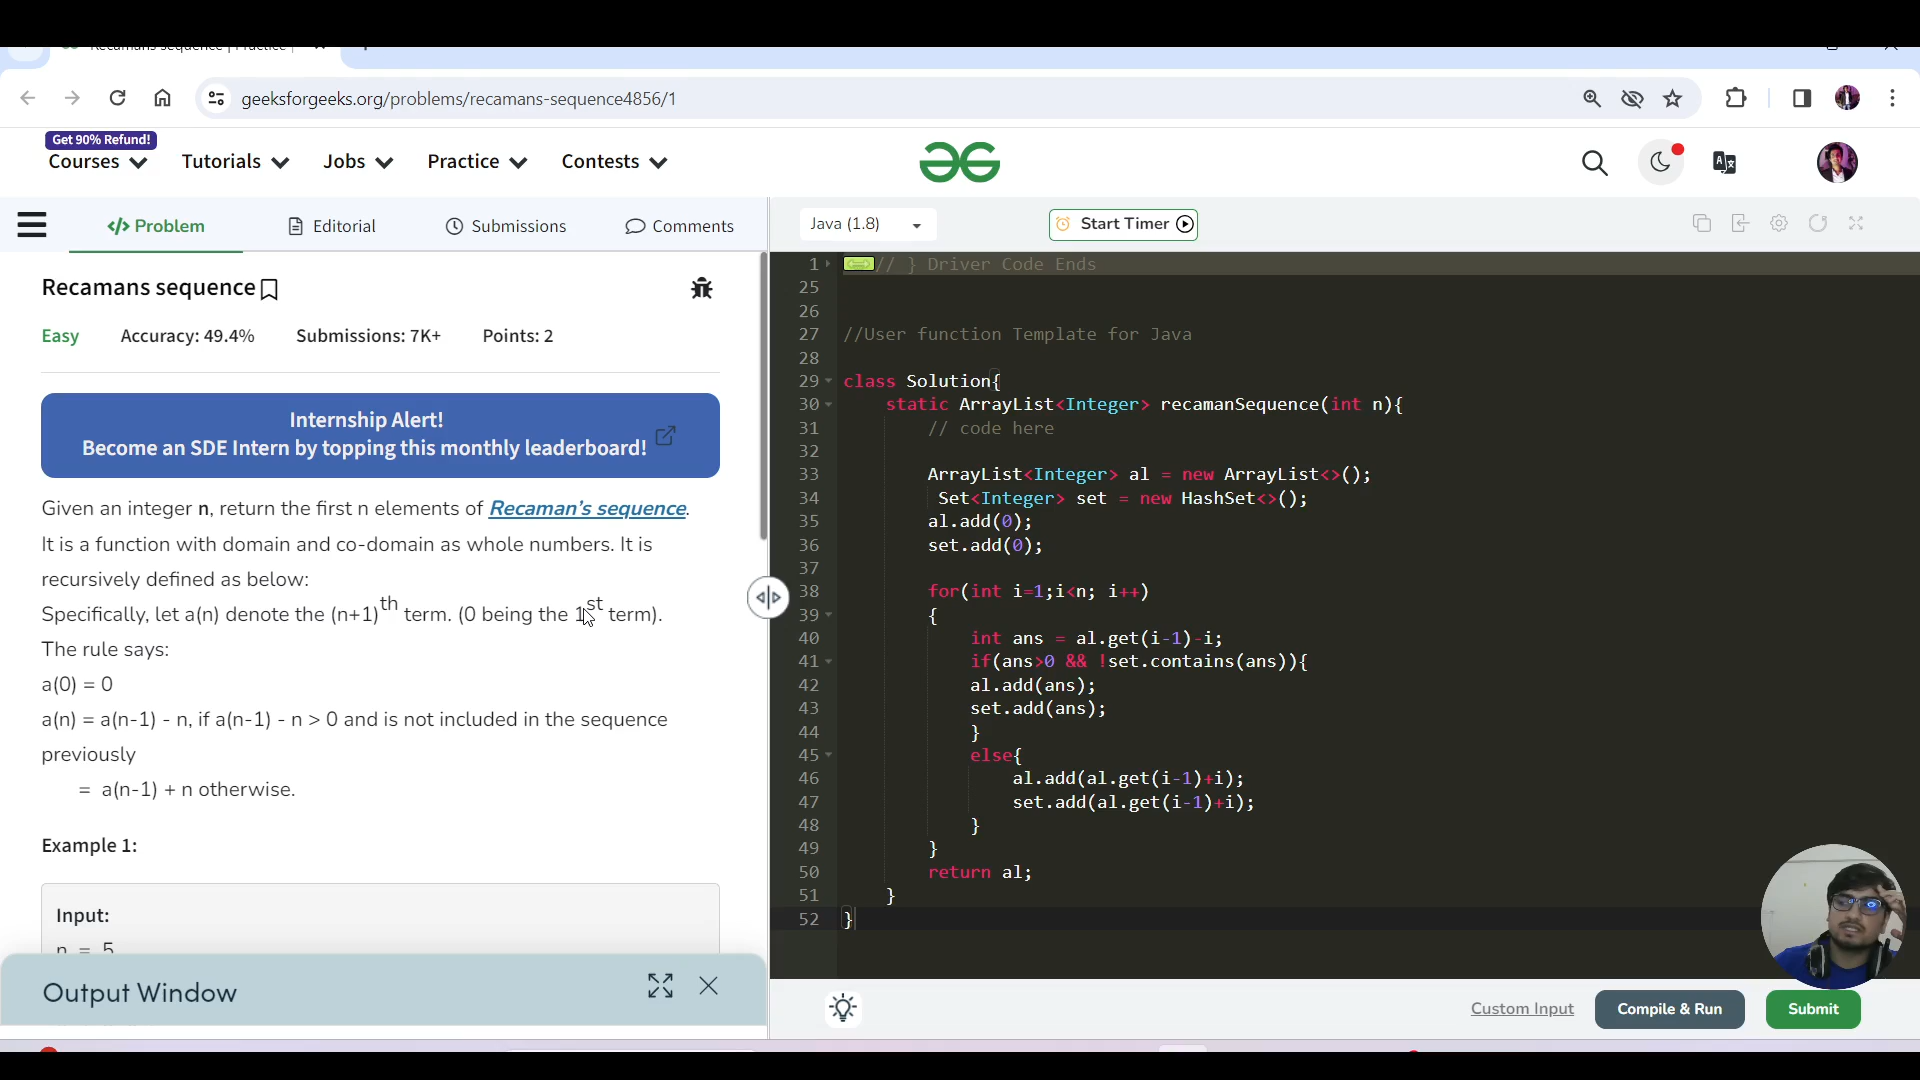 geeksforgeeks.org/problems/recamans-sequence4856/1
Get 90% Refund!
Courses Tutorials Jobs Practice Contests
Problem Editorial Submissions Comments
Java (1.8) Start Timer
Recamans sequence
Easy Accuracy: 49.4% Submissions: 7K+ Points: 2
Internship Alert!
Become an SDE Intern by topping this monthly leaderboard!
Given an integer n, return the first n elements of Recaman's sequence.
It is a function with domain and co-domain as whole numbers. It is
recursively defined as below:
Specifically, let a(n) denote the (n+1)th term. (0 being the 1st term).
The rule says:
a(0) = 0
a(n) = a(n-1) - n, if a(n-1) - n > 0 and is not included in the sequence
previously
= a(n-1) + n otherwise.
Example 1:
Input:
n = 5
Output Window
1 // } Driver Code Ends
25
26
27 //User function Template for Java
28
29 class Solution{
30 static ArrayList<Integer> recamanSequence(int n){
31 // code here
32
33 ArrayList<Integer> al = new ArrayList<>();
34 Set<Integer> set = new HashSet<>();
35 al.add(0);
36 set.add(0);
37
38 for(int i=1;i<n; i++)
39 {
40 int ans = al.get(i-1)-i;
41 if(ans>0 && !set.contains(ans)){
42 al.add(ans);
43 set.add(ans);
44 }
45 else{
46 al.add(al.get(i-1)+i);
47 set.add(al.get(i-1)+i);
48 }
49 }
50 return al;
51 }
52 }
Custom Input Compile & Run Submit